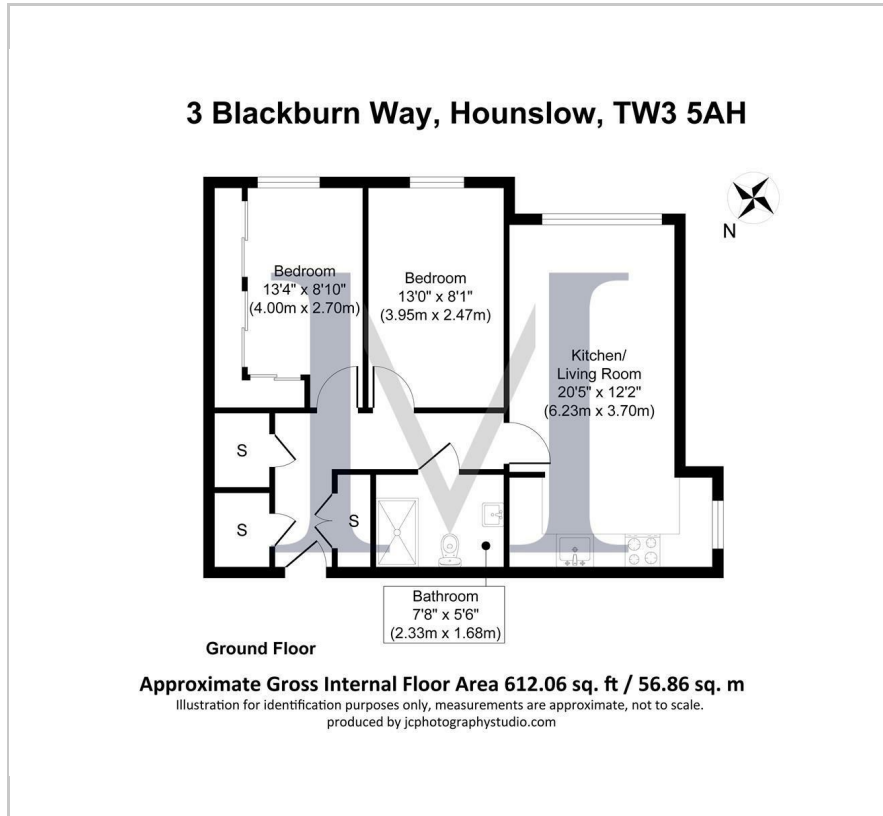 3 Blackburn Way, Hounslow, TW3 5AH
N
Bedroom
13'4" x 8'10"
(4.00m x 2.70m)
Bedroom
13'0" x 8'1"
(3.95m x 2.47m)
Kitchen/
Living Room
20'5" x 12'2"
(6.23m x 3.70m)
S
S
S
Bathroom
7'8" x 5'6"
(2.33m x 1.68m)
Ground Floor
Approximate Gross Internal Floor Area 612.06 sq. ft / 56.86 sq. m
Illustration for identification purposes only, measurements are approximate, not to scale.
produced by jcphotographystudio.com